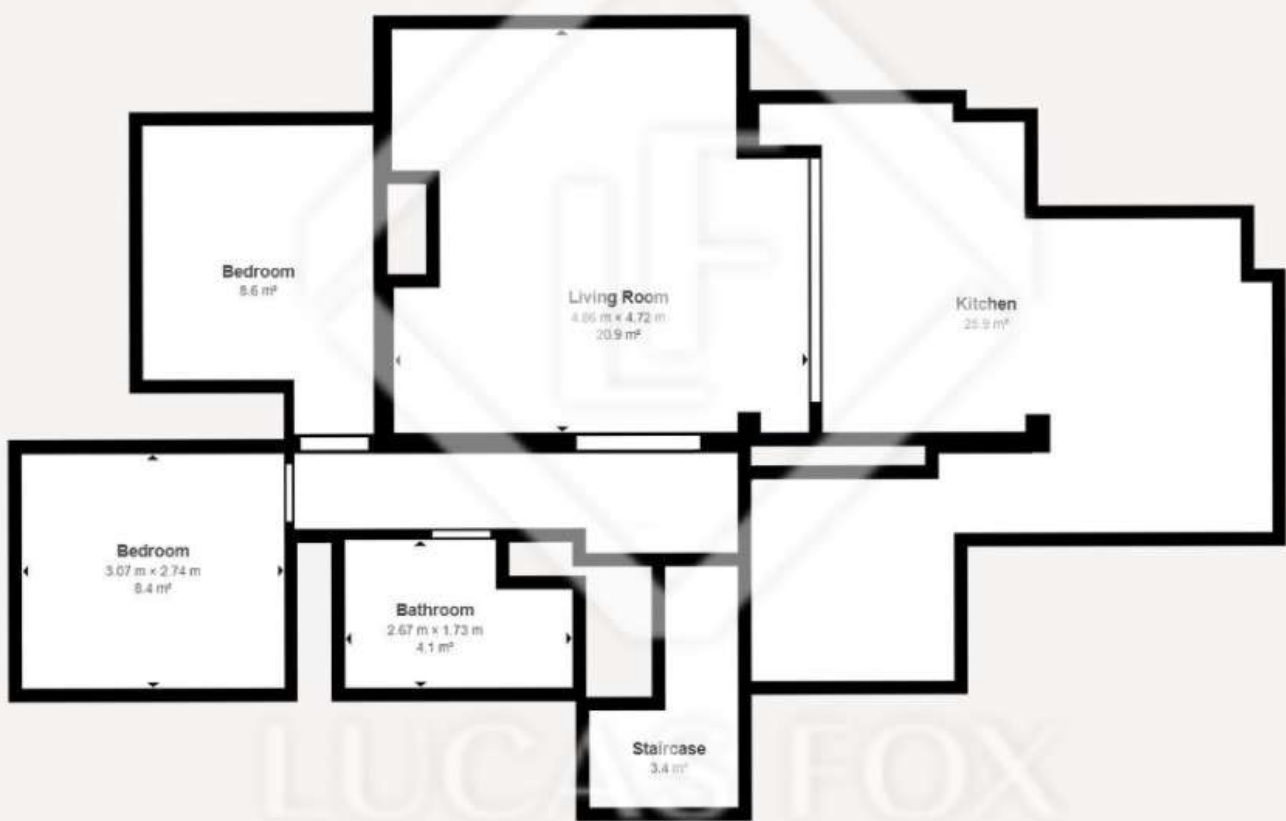 Bedroom
8.6 m²
Living Room
4.86 m × 4.72 m
20.9 m²
Kitchen
25.9 m²
Bedroom
3.07 m × 2.74 m
8.4 m²
Bathroom
2.67 m × 1.73 m
4.1 m²
Staircase
3.4 m²
LUCAS FOX